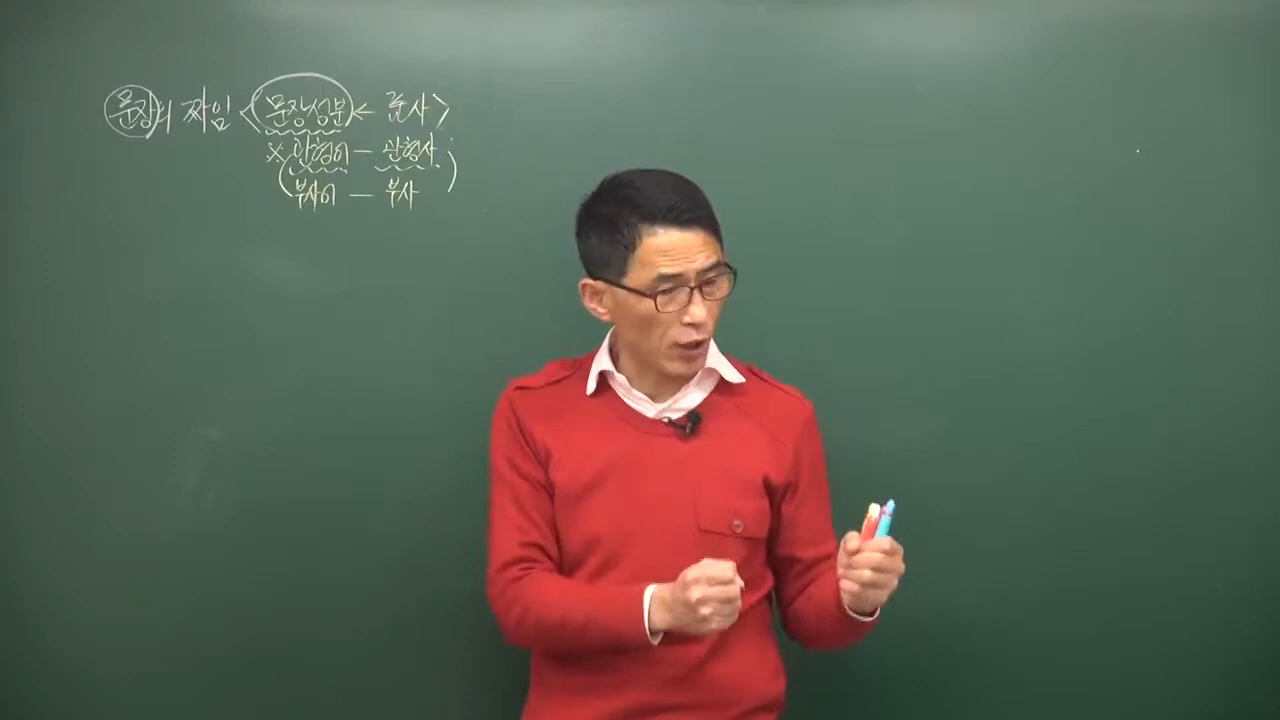 문장의 짜임 <문장성분 ← 품사>
※ 관형어 — 관형사
(부사어 — 부사)